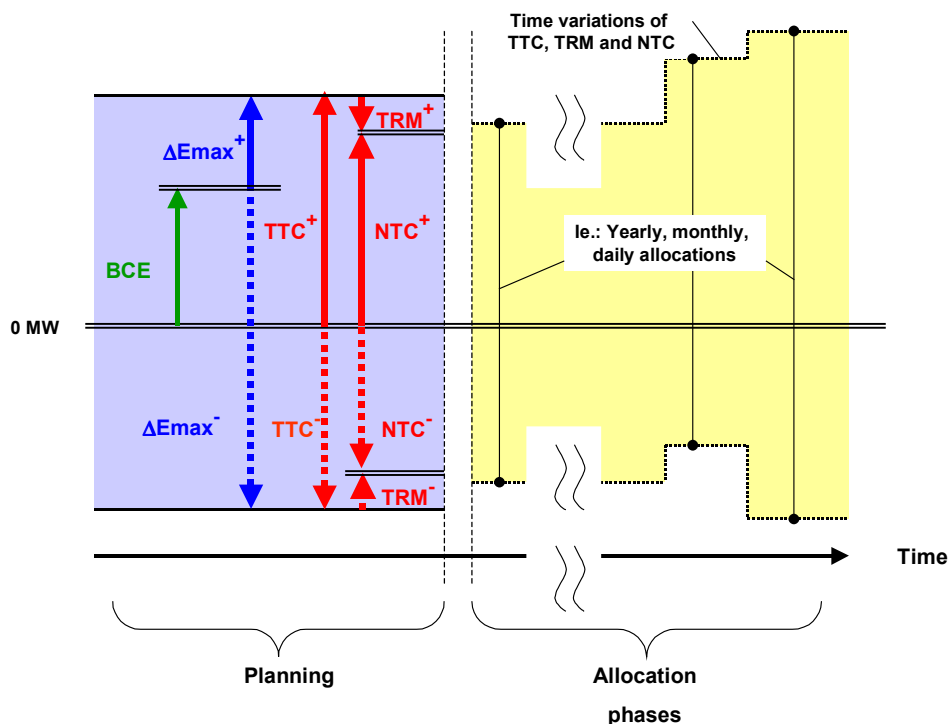 Time variations of
TTC, TRM and NTC
TRM+
ΔEmax+
TTC+
NTC+
Ie.: Yearly, monthly,
daily allocations
BCE
0 MW
ΔEmax-
TTC-
NTC-
TRM-
Time
Planning
Allocation
phases